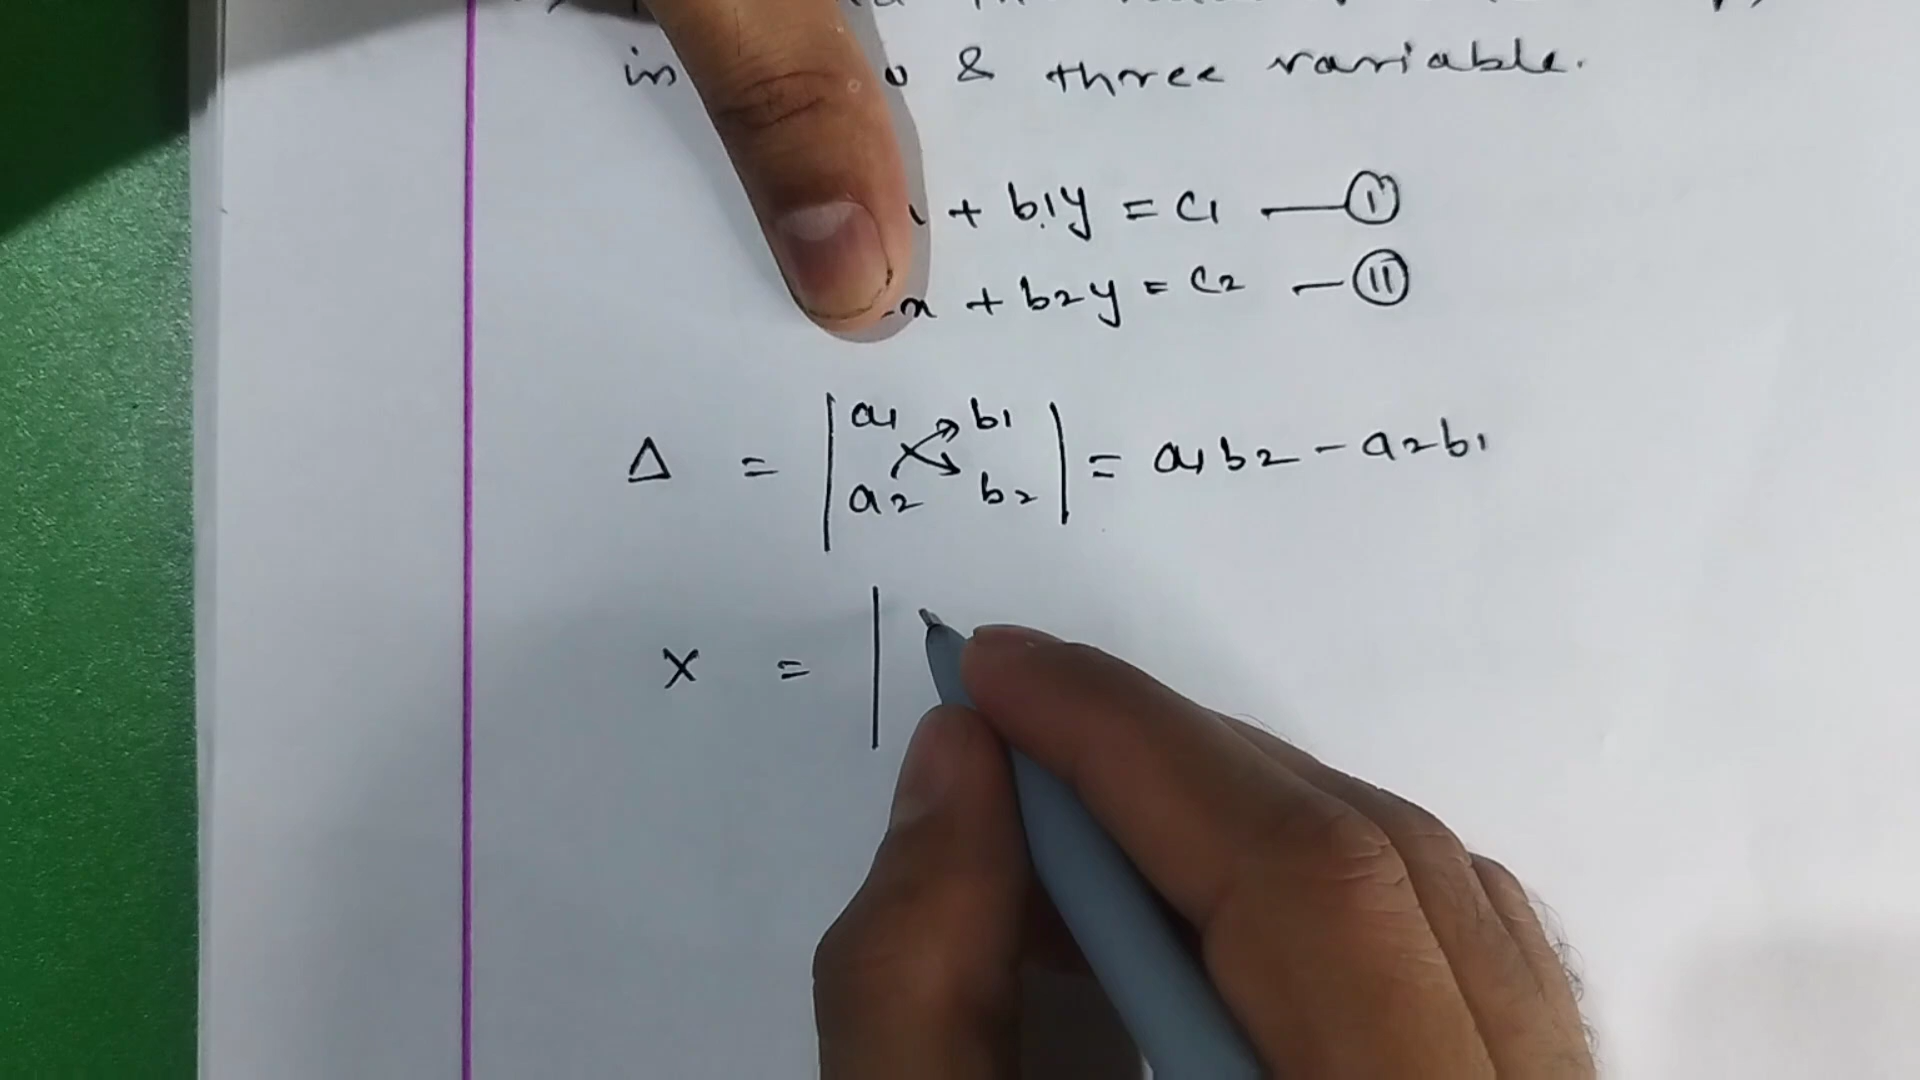 in & three variable.
+ b1y = c1 — I
x + b2y = c2 — II
Δ = | a1 b1 |
| a2 b2 | = a1b2 - a2b1
x = |